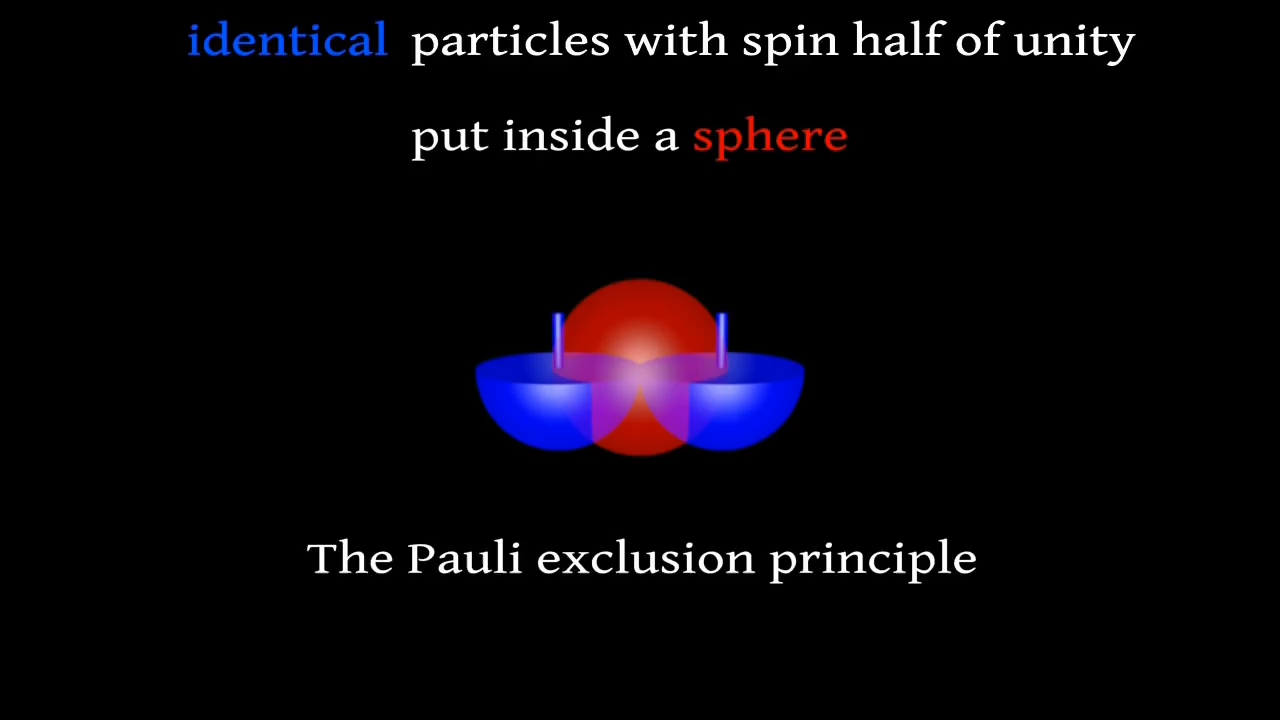 identical particles with spin half of unity
put inside a sphere
The Pauli exclusion principle